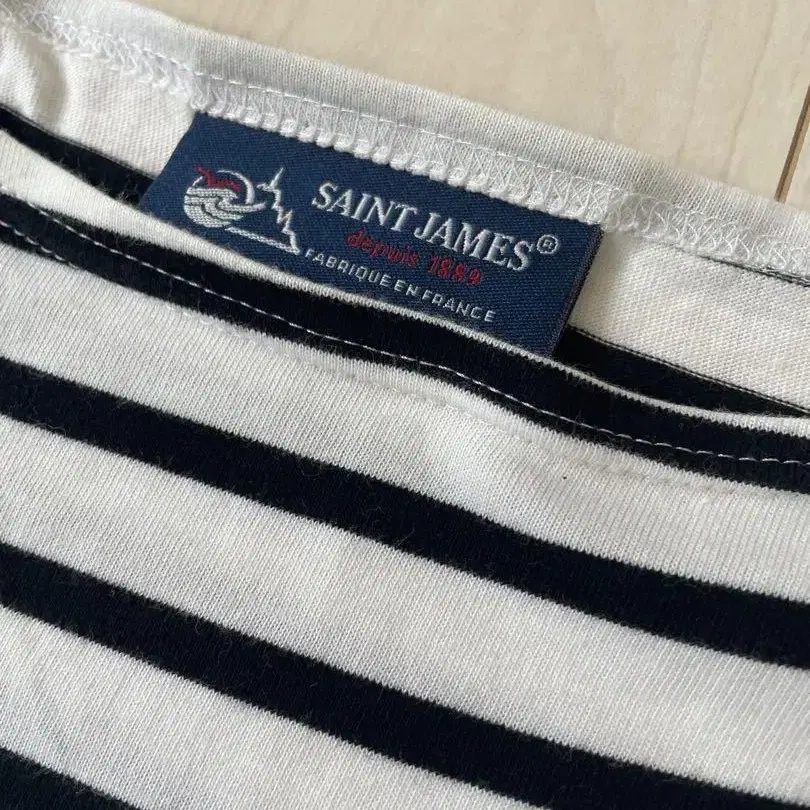 SAINT JAMES®
depuis 1889
FABRIQUE EN FRANCE